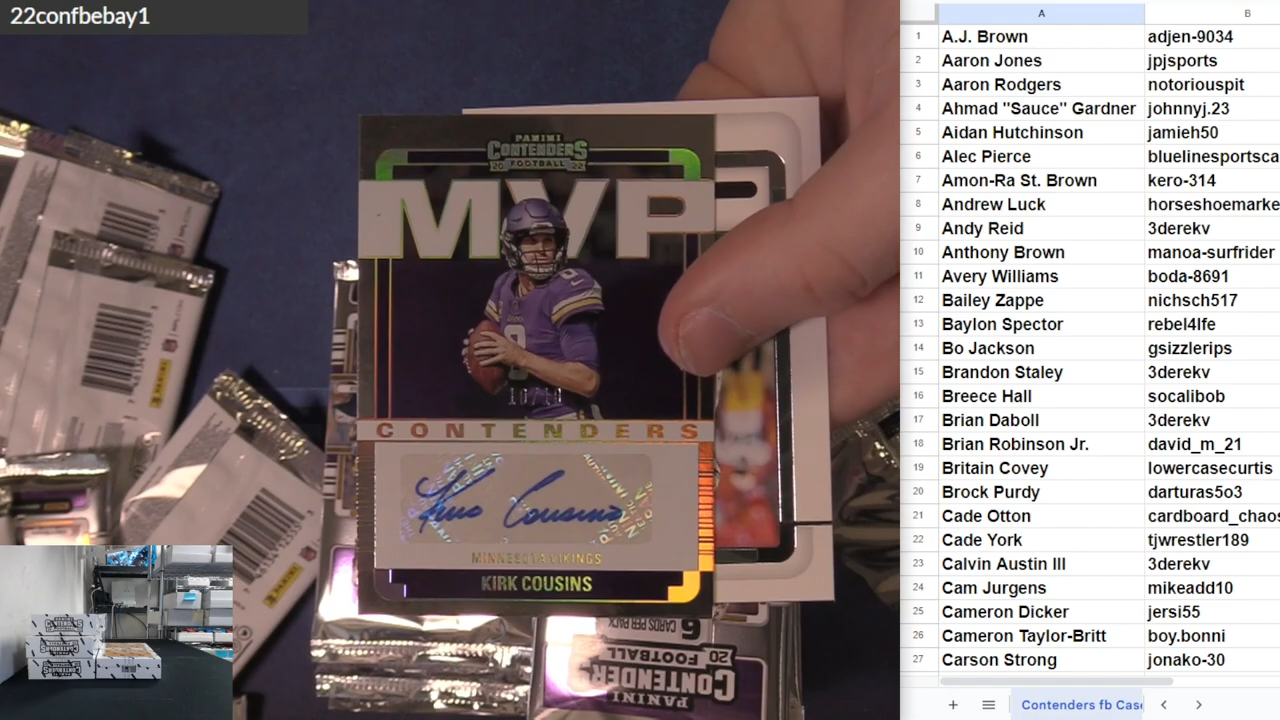 22confbebay1
PANINI
CONTENDERS
20 FOOTBALL 22
MVP
CONTENDERS
Kirk Cousins
MINNESOTA VIKINGS
KIRK COUSINS
6 CARDS PER PACK
20 FOOTBALL
CONTENDERS
PANINI
A B
1 A.J. Brown adjen-9034
2 Aaron Jones jpjsports
3 Aaron Rodgers notoriouspit
4 Ahmad "Sauce" Gardner johnnyj.23
5 Aidan Hutchinson jamieh50
6 Alec Pierce bluelinesportsca
7 Amon-Ra St. Brown kero-314
8 Andrew Luck horseshoemarke
9 Andy Reid 3derekv
10 Anthony Brown manoa-surfrider
11 Avery Williams boda-8691
12 Bailey Zappe nichsch517
13 Baylon Spector rebel4lfe
14 Bo Jackson gsizzlerips
15 Brandon Staley 3derekv
16 Breece Hall socalibob
17 Brian Daboll 3derekv
18 Brian Robinson Jr. david_m_21
19 Britain Covey lowercasecurtis
20 Brock Purdy darturas5o3
21 Cade Otton cardboard_chaos
22 Cade York tjwrestler189
23 Calvin Austin III 3derekv
24 Cam Jurgens mikeadd10
25 Cameron Dicker jersi55
26 Cameron Taylor-Britt boy.bonni
27 Carson Strong jonako-30
Contenders fb Cas